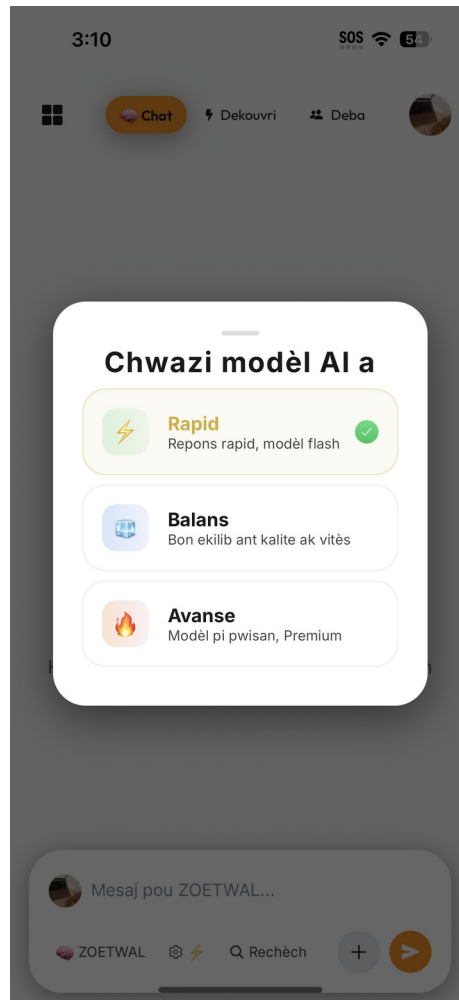 3:10
SOS
54
Chat
Dekouvri
Deba
Chwazi modèl AI a
Rapid
Repons rapid, modèl flash
Balans
Bon ekilib ant kalite ak vitès
Avanse
Modèl pi pwisan, Premium
Mesaj pou ZOETWAL...
ZOETWAL
Rechèch